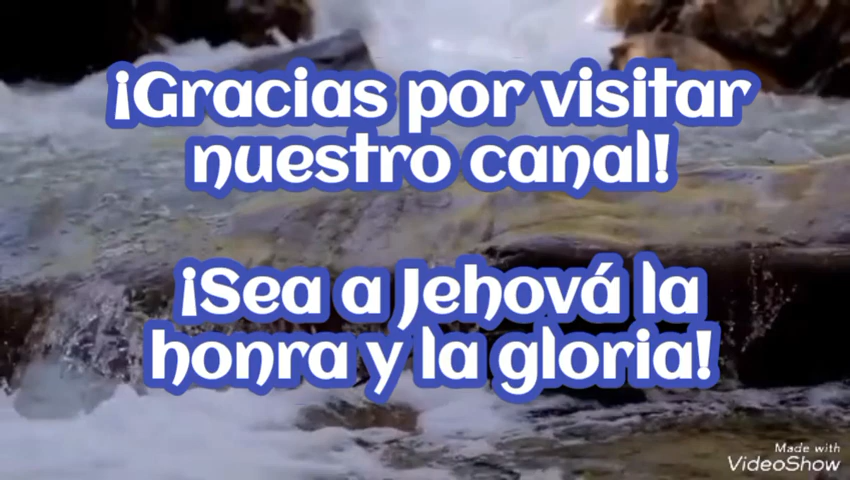 ¡Gracias por visitar
nuestro canal!
¡Sea a Jehová la
honra y la gloria!
Made with
VideoShow